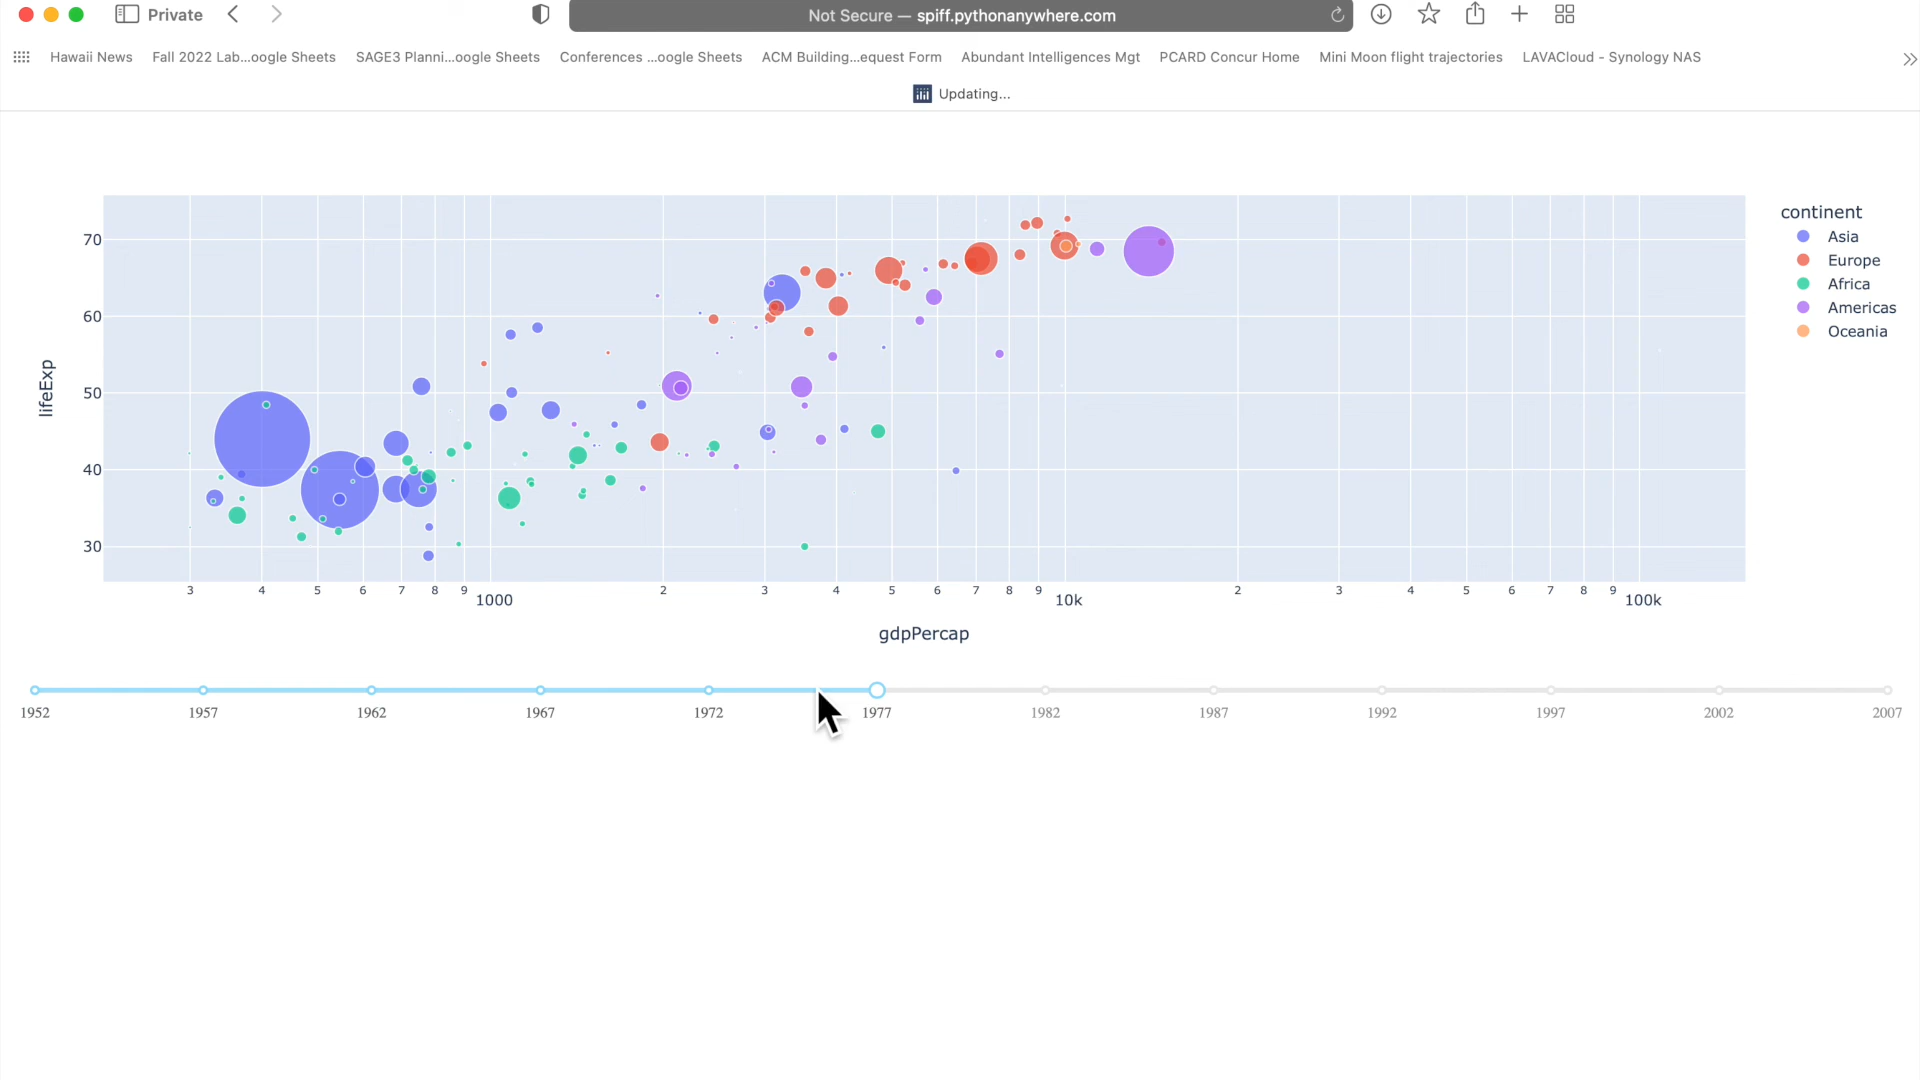 Private
Not Secure — spiff.pythonanywhere.com
Hawaii News Fall 2022 Lab...oogle Sheets SAGE3 Planni...oogle Sheets Conferences ...oogle Sheets ACM Building...equest Form Abundant Intelligences Mgt PCARD Concur Home Mini Moon flight trajectories LAVACloud - Synology NAS
Updating...
continent
Asia
Europe
Africa
Americas
Oceania
70
60
50
40
30
lifeExp
3 4 5 6 7 8 9 1000 2 3 4 5 6 7 8 9 10k 2 3 4 5 6 7 8 9 100k
gdpPercap
1952 1957 1962 1967 1972 1977 1982 1987 1992 1997 2002 2007